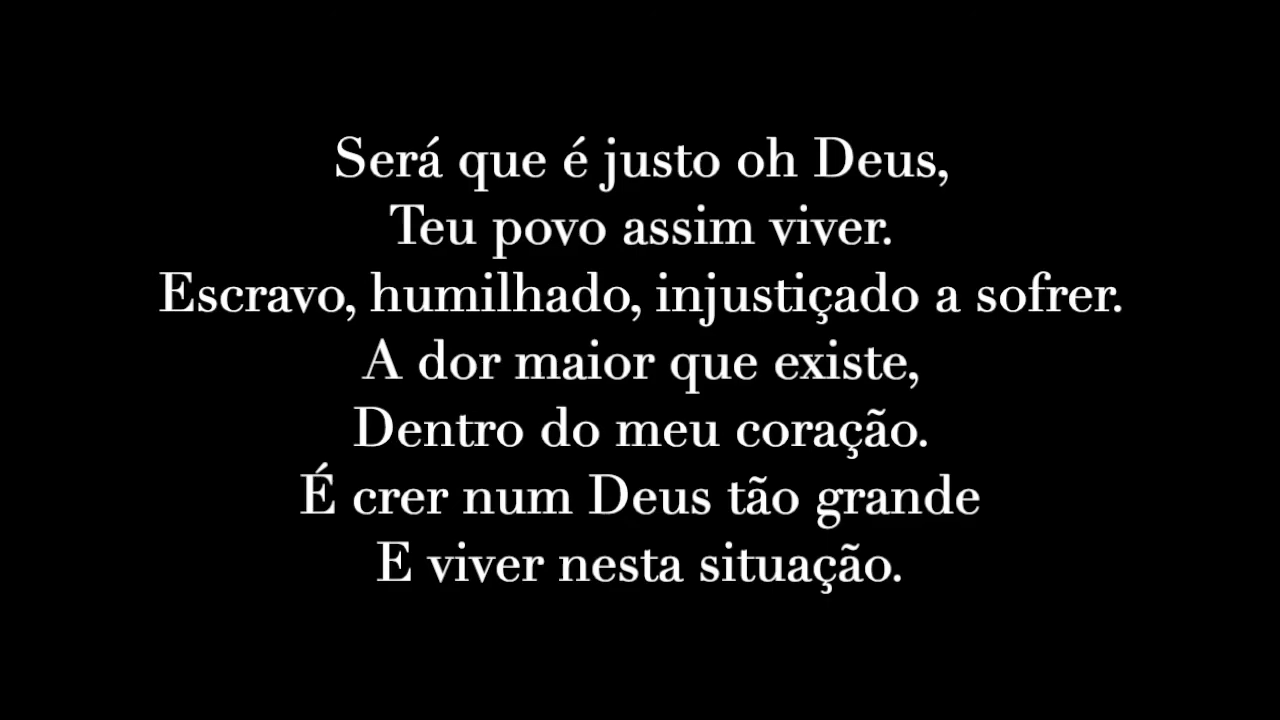 Será que é justo oh Deus,
Teu povo assim viver.
Escravo, humilhado, injustiçado a sofrer.
A dor maior que existe,
Dentro do meu coração.
É crer num Deus tão grande
E viver nesta situação.